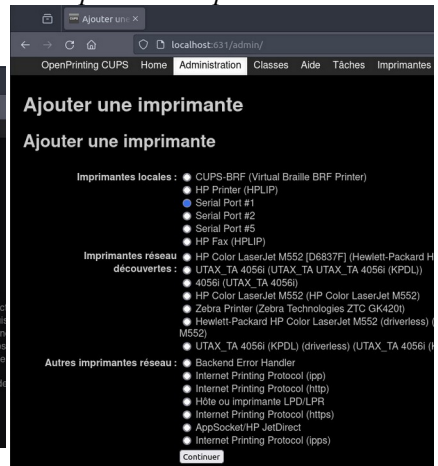 Ajouter une
localhost:631/admin/
OpenPrinting CUPS Home Administration Classes Aide Tâches Imprimantes
Ajouter une imprimante
Ajouter une imprimante
Imprimantes locales : CUPS-BRF (Virtual Braille BRF Printer)
HP Printer (HPLIP)
Serial Port #1
Serial Port #2
Serial Port #5
HP Fax (HPLIP)
Imprimantes réseau HP Color LaserJet M552 [D6837F] (Hewlett-Packard H
découvertes : UTAX_TA 4056i (UTAX_TA UTAX_TA 4056i (KPDL))
4056i (UTAX_TA 4056i)
HP Color LaserJet M552 (HP Color LaserJet M552)
Zebra Printer (Zebra Technologies ZTC GK420t)
Hewlett-Packard HP Color LaserJet M552 (driverless) (
M552)
UTAX_TA 4056i (KPDL) (driverless) (UTAX_TA 4056i (K
Autres imprimantes réseau : Backend Error Handler
Internet Printing Protocol (ipp)
Internet Printing Protocol (http)
Hôte ou imprimante LPD/LPR
Internet Printing Protocol (https)
AppSocket/HP JetDirect
Internet Printing Protocol (ipps)
Continuer